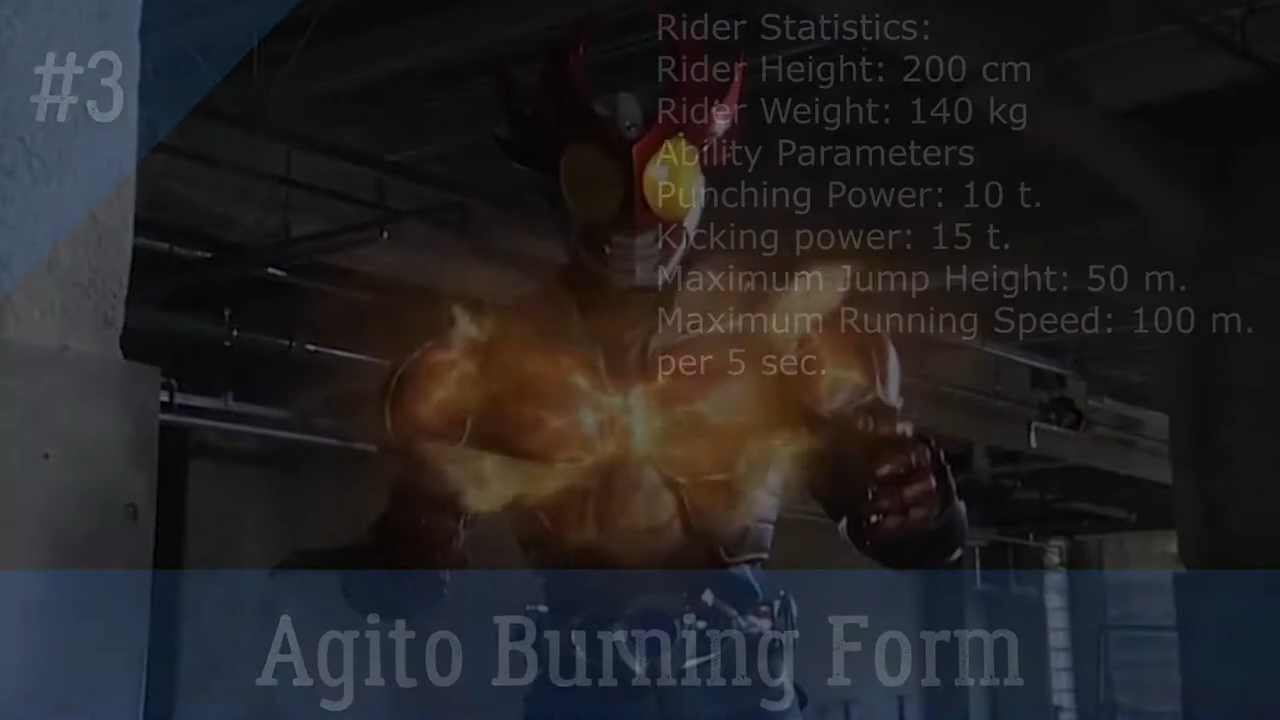 #3
Rider Statistics:
Rider Height: 200 cm
Rider Weight: 140 kg
Ability Parameters
Punching Power: 10 t.
Kicking power: 15 t.
Maximum Jump Height: 50 m.
Maximum Running Speed: 100 m.
per 5 sec.
Agito Burning Form